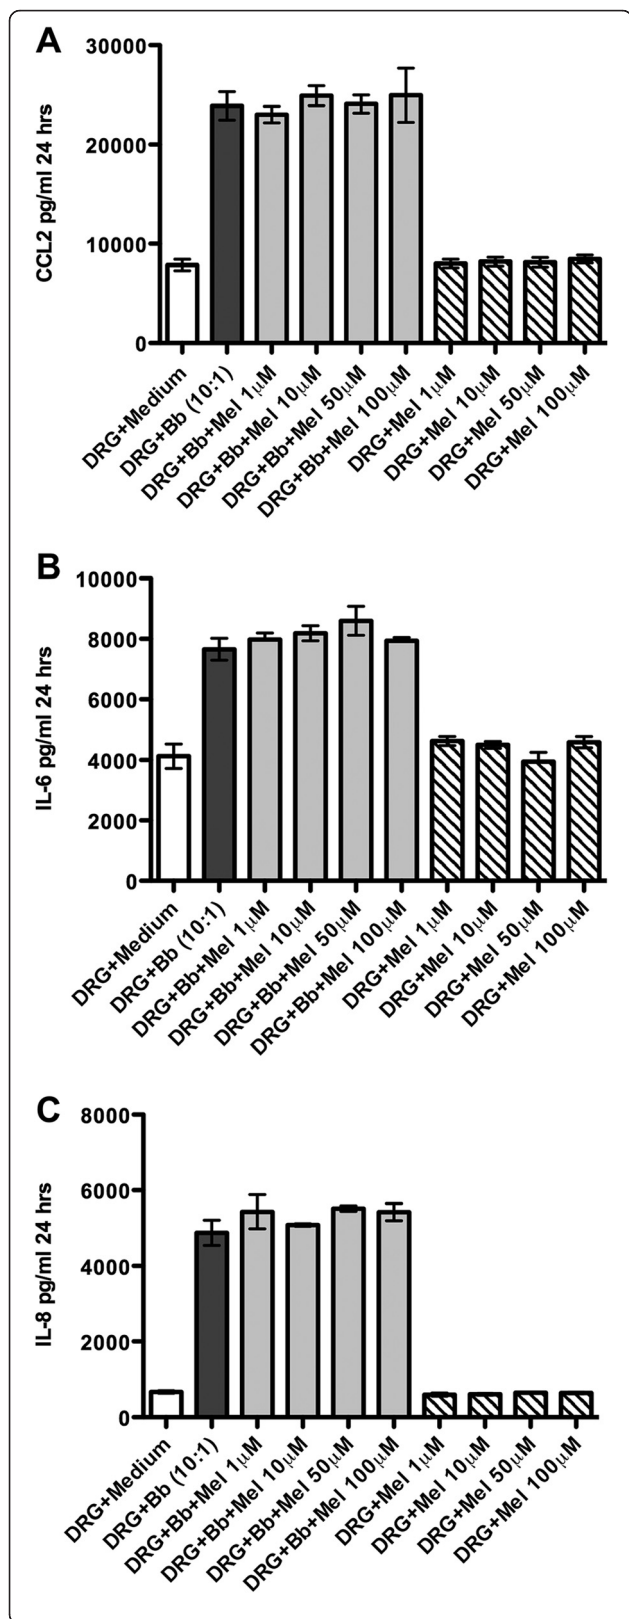 A
30000
20000
10000
0
CCL2 pg/ml 24 hrs
DRG+Medium
DRG+Bb (10:1)
DRG+Bb+Mel 1μM
DRG+Bb+Mel 10μM
DRG+Bb+Mel 50μM
DRG+Bb+Mel 100μM
DRG+Mel 1μM
DRG+Mel 10μM
DRG+Mel 50μM
DRG+Mel 100μM
B
10000
8000
6000
4000
2000
0
IL-6 pg/ml 24 hrs
DRG+Medium
DRG+Bb (10:1)
DRG+Bb+Mel 1μM
DRG+Bb+Mel 10μM
DRG+Bb+Mel 50μM
DRG+Bb+Mel 100μM
DRG+Mel 1μM
DRG+Mel 10μM
DRG+Mel 50μM
DRG+Mel 100μM
C
8000
6000
4000
2000
0
IL-8 pg/ml 24 hrs
DRG+Medium
DRG+Bb (10:1)
DRG+Bb+Mel 1μM
DRG+Bb+Mel 10μM
DRG+Bb+Mel 50μM
DRG+Bb+Mel 100μM
DRG+Mel 1μM
DRG+Mel 10μM
DRG+Mel 50μM
DRG+Mel 100μM